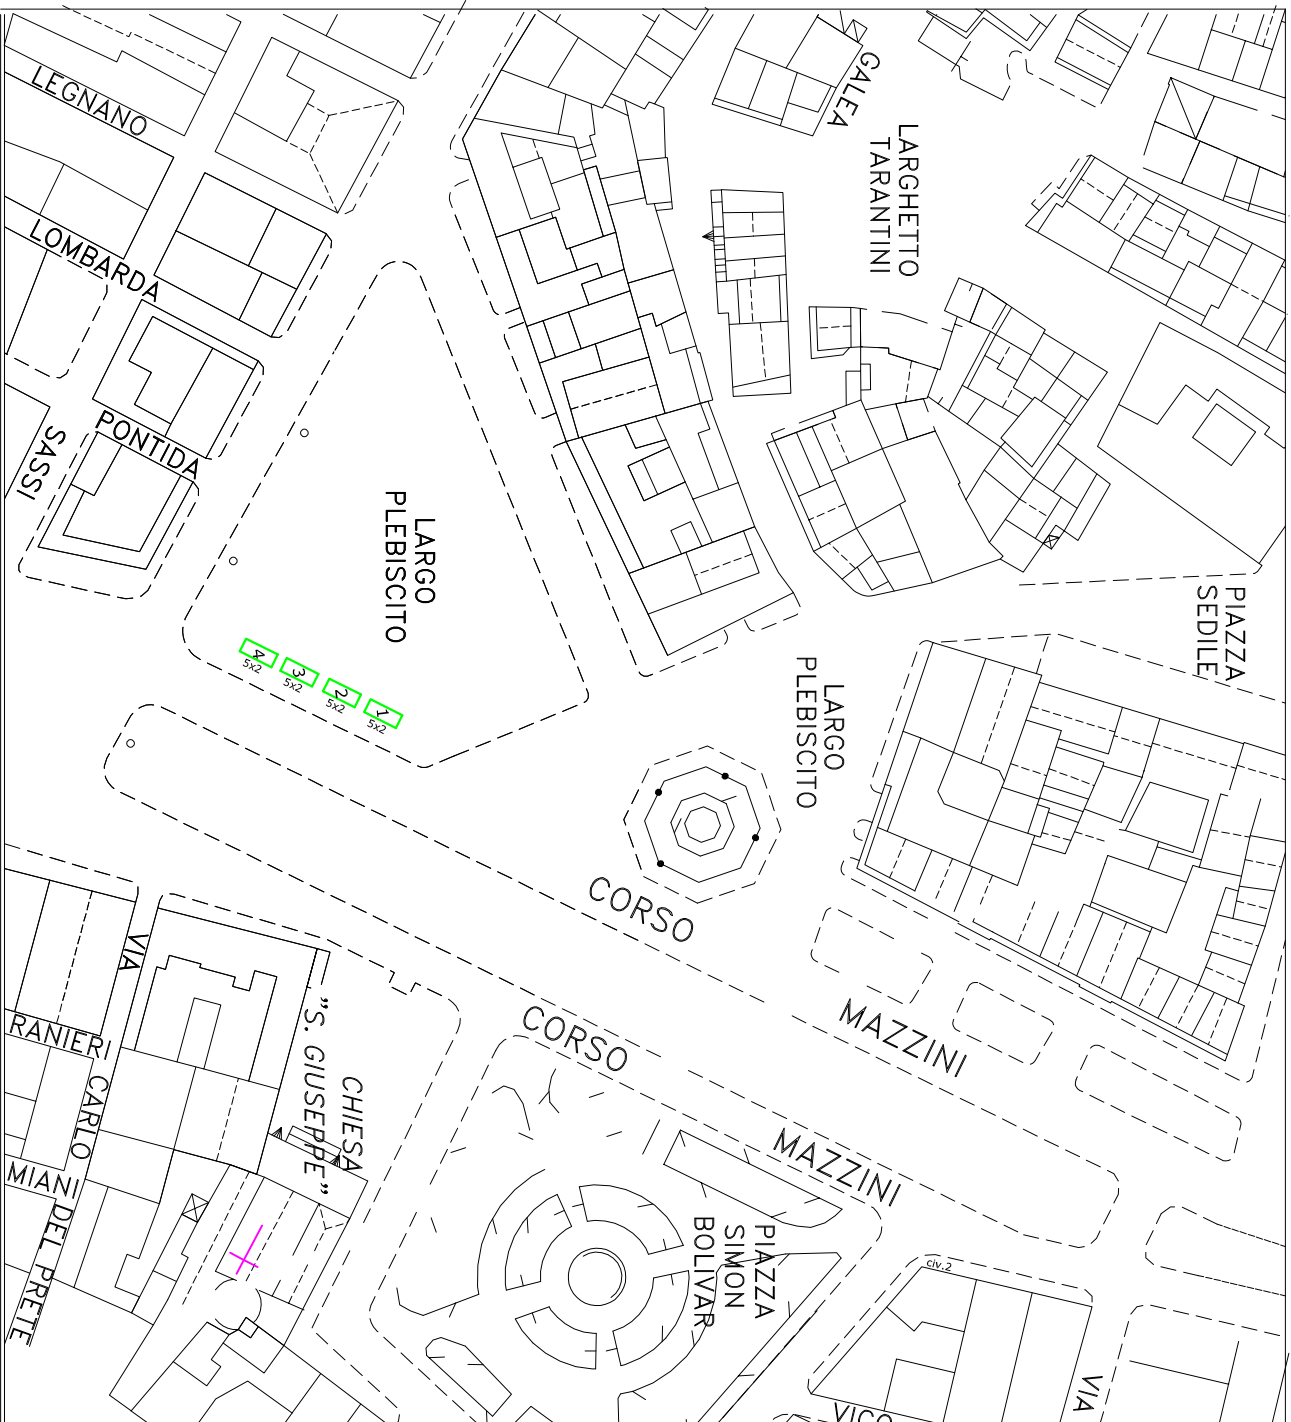 GALEA
LEGNANO
LARGHETTO
TARANTINI
LOMBARDA
PONTIDA
SASSI
LARGO
PLEBISCITO
PIAZZA
SEDILE
4
5x2
3
5x2
2
5x2
1
5x2
LARGO
PLEBISCITO
CORSO
MAZZINI
CORSO
MAZZINI
VIA
CARLO
DEL PRETE
RANIERI
MIANI
CHIESA
"S. GIUSEPPE"
PIAZZA
SIMON
BOLIVAR
civ.2
VIA
VICO